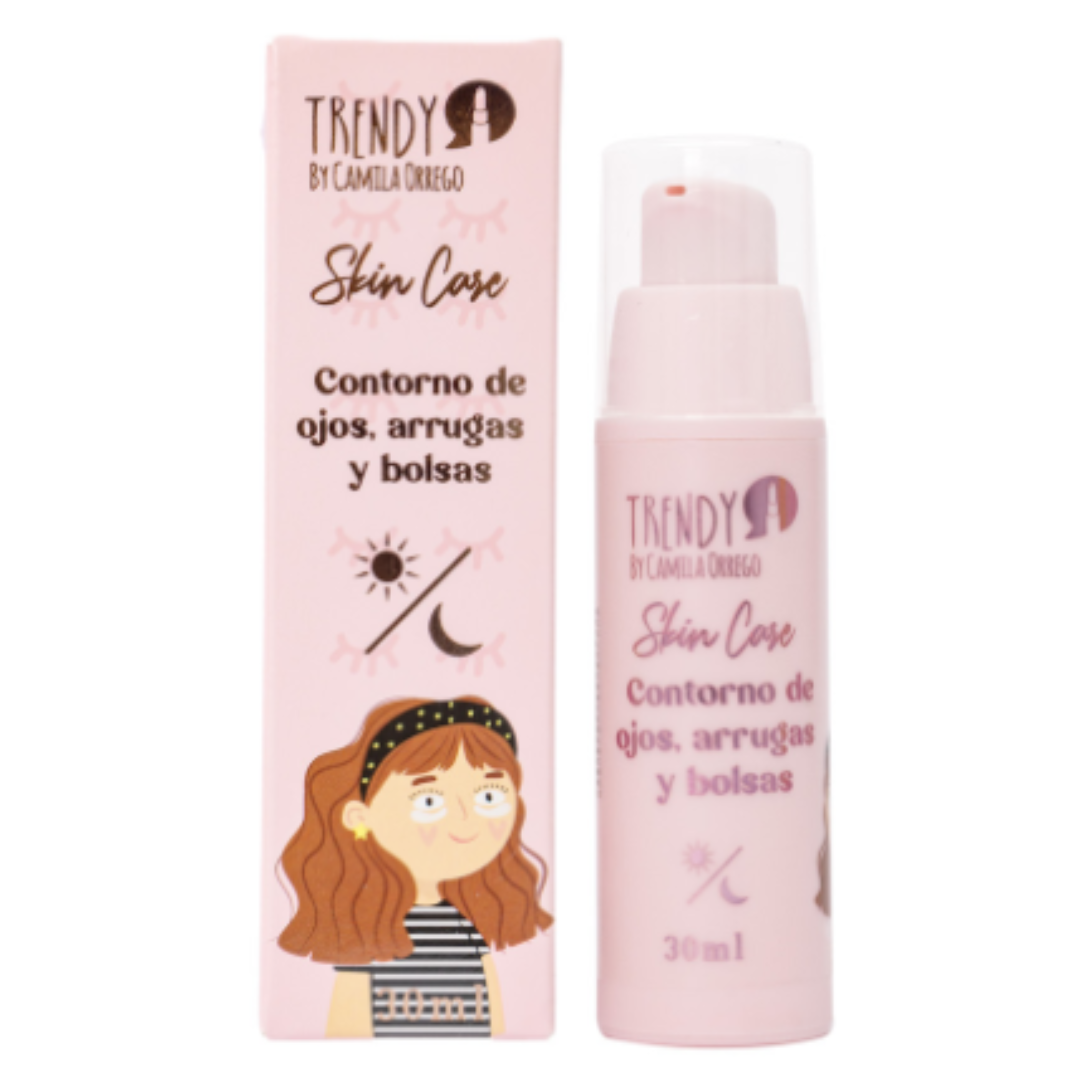 TRENDY
BY CAMILA ORREGO
Skin Care
Contorno de
ojos, arrugas
y bolsas
30ml
TRENDY
BY CAMILA ORREGO
Skin Care
Contorno de
ojos, arrugas
y bolsas
30ml